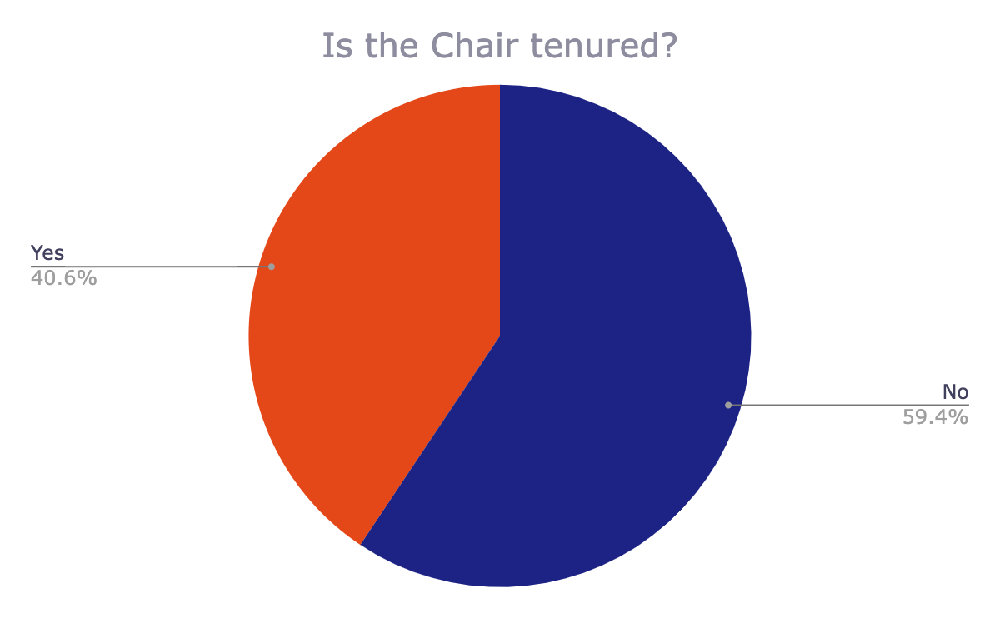 Is the Chair tenured?
Yes
40.6%
No
59.4%